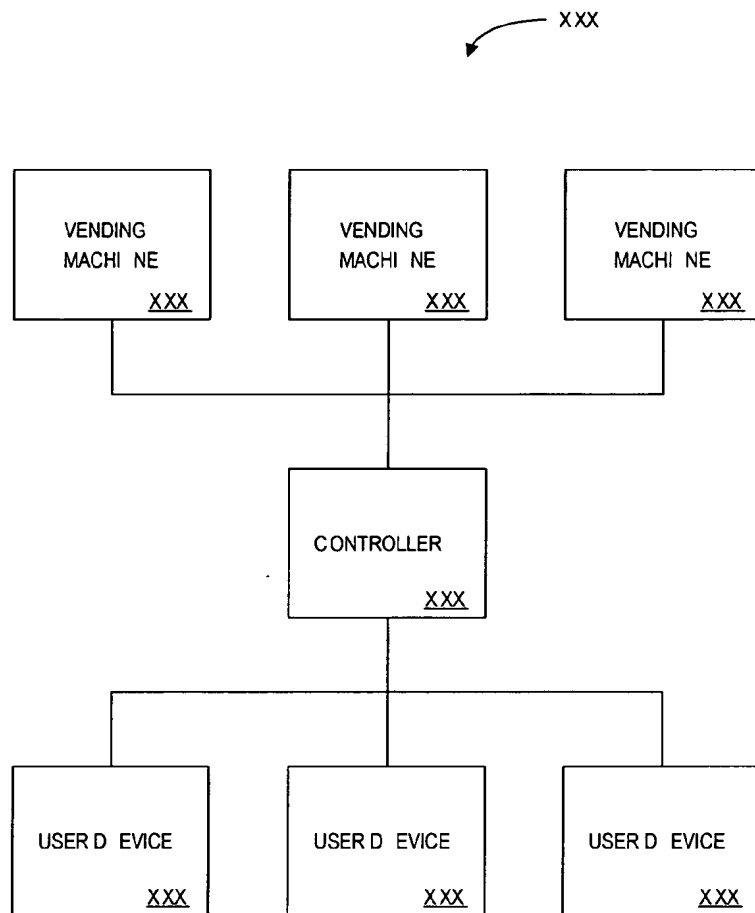 XXX
VENDING
MACHI NE
XXX
VENDING
MACHI NE
XXX
VENDING
MACHI NE
XXX
CONTROLLER
XXX
USER D EVICE
XXX
USER D EVICE
XXX
USER D EVICE
XXX